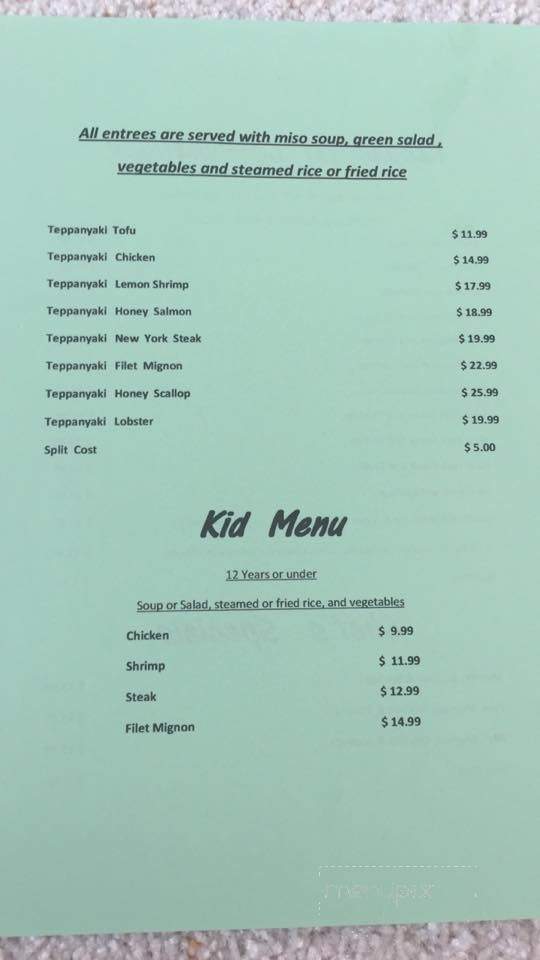 All entrees are served with miso soup, green salad ,
vegetables and steamed rice or fried rice
Teppanyaki Tofu $ 11.99
Teppanyaki Chicken $ 14.99
Teppanyaki Lemon Shrimp $ 17.99
Teppanyaki Honey Salmon $ 18.99
Teppanyaki New York Steak $ 19.99
Teppanyaki Filet Mignon $ 22.99
Teppanyaki Honey Scallop $ 25.99
Teppanyaki Lobster $ 19.99
Split Cost $ 5.00
Kid Menu
12 Years or under
Soup or Salad, steamed or fried rice, and vegetables
Chicken $ 9.99
Shrimp $ 11.99
Steak $ 12.99
Filet Mignon $ 14.99
menupix